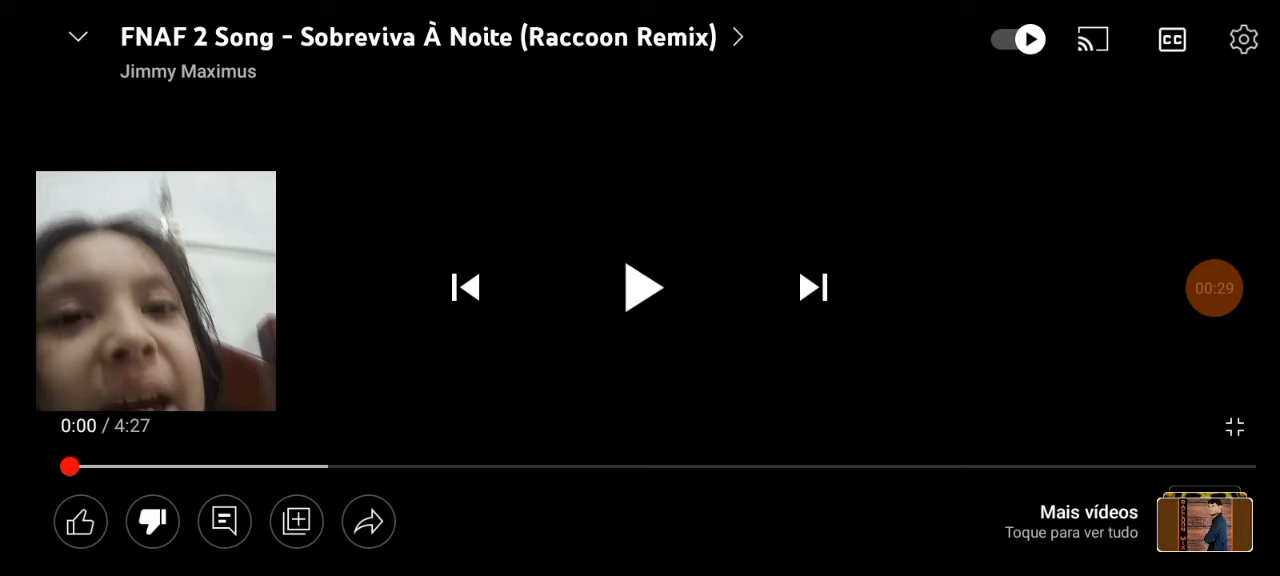 FNAF 2 Song - Sobreviva À Noite (Raccoon Remix)
Jimmy Maximus
CC
00:29
0:00 / 4:27
Mais vídeos
Toque para ver tudo